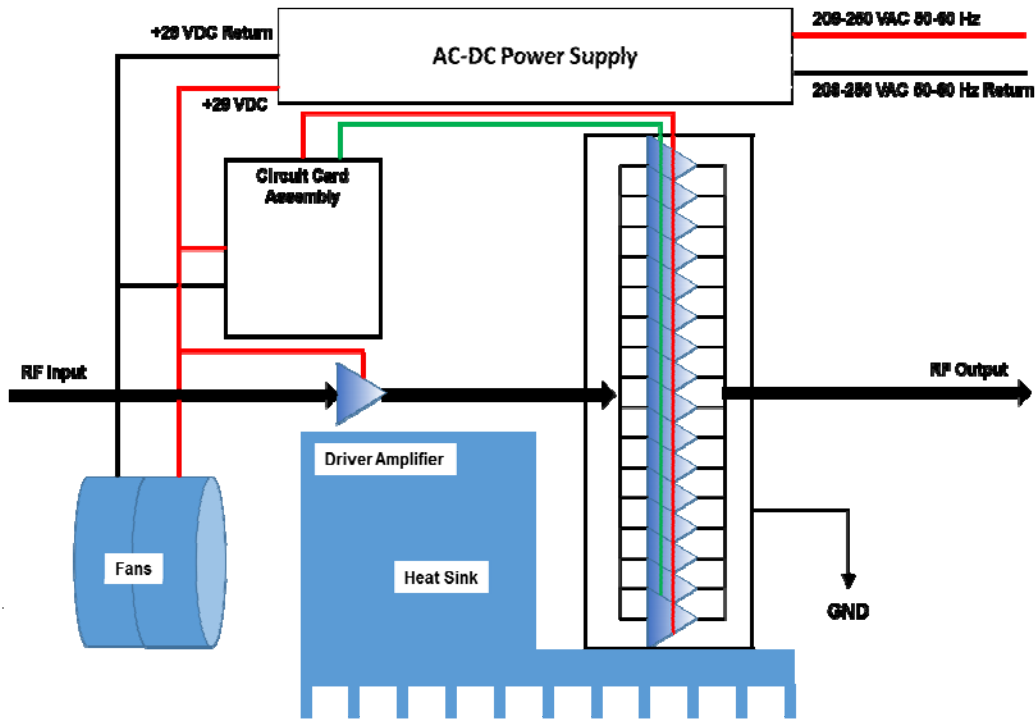 +28 VDC Return
208-250 VAC 50-60 Hz
AC-DC Power Supply
+28 VDC
208-250 VAC 50-60 Hz Return
Circuit Card
Assembly
RF Input
RF Output
Driver Amplifier
Fans
Heat Sink
GND